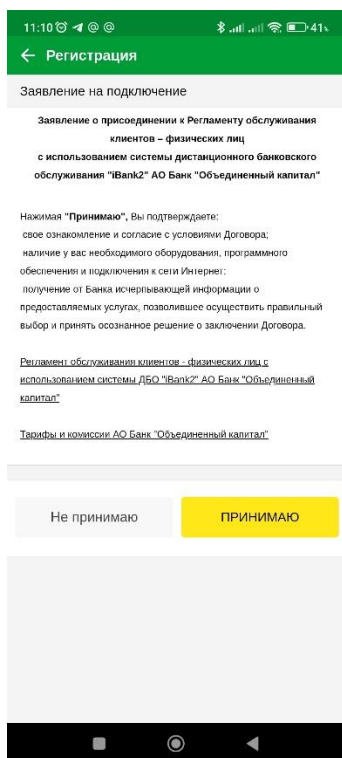 11:10 @ @ 41%
Регистрация
Заявление на подключение
Заявление о присоединении к Регламенту обслуживания
клиентов – физических лиц
с использованием системы дистанционного банковского
обслуживания "iBank2" АО Банк "Объединенный капитал"
Нажимая "Принимаю", Вы подтверждаете:
свое ознакомление и согласие с условиями Договора;
наличие у вас необходимого оборудования, программного
обеспечения и подключения к сети Интернет;
получение от Банка исчерпывающей информации о
предоставляемых услугах, позволившее осуществить правильный
выбор и принять осознанное решение о заключении Договора.
Регламент обслуживания клиентов - физических лиц с
использованием системы ДБО "iBank2" АО Банк "Объединенный
капитал"
Тарифы и комиссии АО Банк "Объединенный капитал"
Не принимаю ПРИНИМАЮ